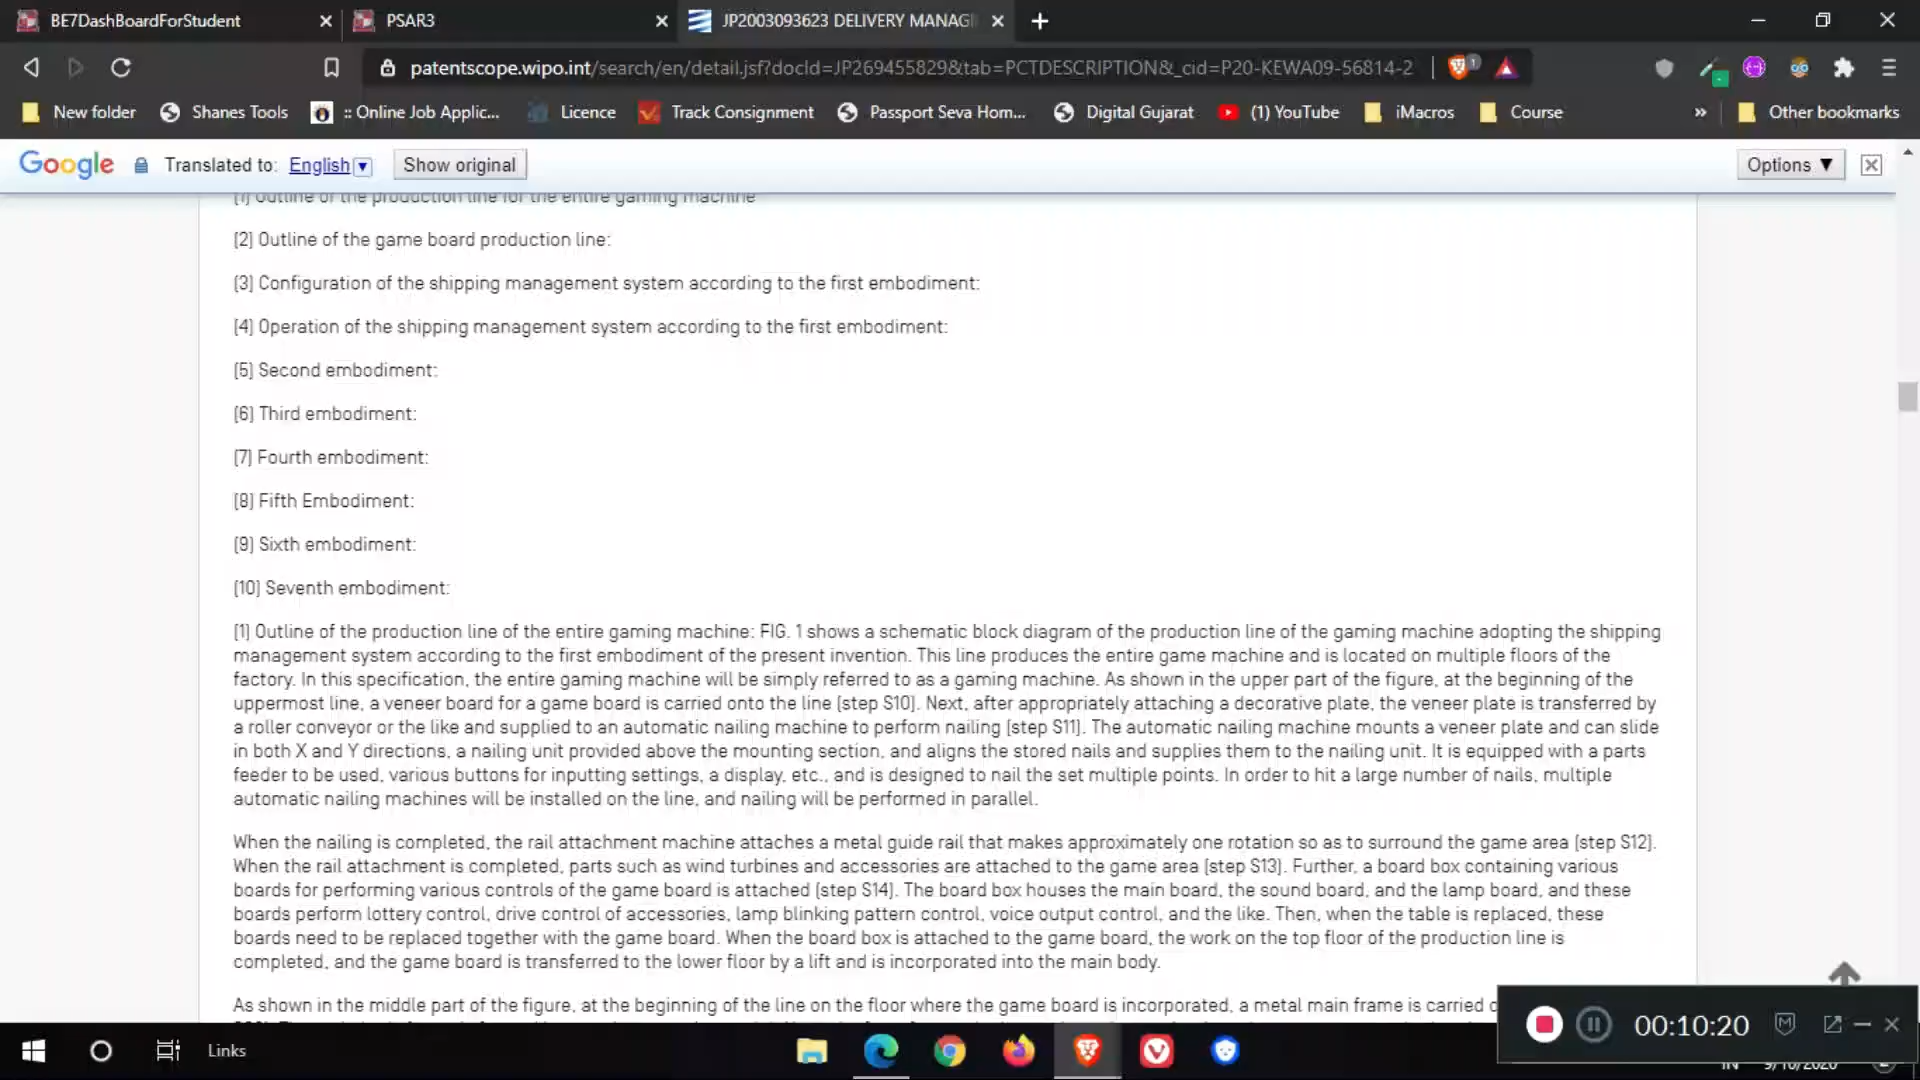 BE7DashBoardForStudent
PSAR3
JP2003093623 DELIVERY MANAG
patentscope.wipo.int/search/en/detail.jsf?docId=JP269455829&tab=PCTDESCRIPTION&_cid=P20-KEWA09-56814-2
1
New folder
Shanes Tools
:: Online Job Applic...
Licence
Track Consignment
Passport Seva Hom...
Digital Gujarat
(1) YouTube
iMacros
Course
»
Other bookmarks
Google
Translated to:
English
Show original
Options ▼
[1] Outline of the production line for the entire gaming machine
[2] Outline of the game board production line:
[3] Configuration of the shipping management system according to the first embodiment:
[4] Operation of the shipping management system according to the first embodiment:
[5] Second embodiment:
[6] Third embodiment:
[7] Fourth embodiment:
[8] Fifth Embodiment:
[9] Sixth embodiment:
[10] Seventh embodiment:
[1] Outline of the production line of the entire gaming machine: FIG. 1 shows a schematic block diagram of the production line of the gaming machine adopting the shipping
management system according to the first embodiment of the present invention. This line produces the entire game machine and is located on multiple floors of the
factory. In this specification, the entire gaming machine will be simply referred to as a gaming machine. As shown in the upper part of the figure, at the beginning of the
uppermost line, a veneer board for a game board is carried onto the line [step S10]. Next, after appropriately attaching a decorative plate, the veneer plate is transferred by
a roller conveyor or the like and supplied to an automatic nailing machine to perform nailing [step S11]. The automatic nailing machine mounts a veneer plate and can slide
in both X and Y directions, a nailing unit provided above the mounting section, and aligns the stored nails and supplies them to the nailing unit. It is equipped with a parts
feeder to be used, various buttons for inputting settings, a display, etc., and is designed to nail the set multiple points. In order to hit a large number of nails, multiple
automatic nailing machines will be installed on the line, and nailing will be performed in parallel.
When the nailing is completed, the rail attachment machine attaches a metal guide rail that makes approximately one rotation so as to surround the game area [step S12].
When the rail attachment is completed, parts such as wind turbines and accessories are attached to the game area [step S13]. Further, a board box containing various
boards for performing various controls of the game board is attached [step S14]. The board box houses the main board, the sound board, and the lamp board, and these
boards perform lottery control, drive control of accessories, lamp blinking pattern control, voice output control, and the like. Then, when the table is replaced, these
boards need to be replaced together with the game board. When the board box is attached to the game board, the work on the top floor of the production line is
completed, and the game board is transferred to the lower floor by a lift and is incorporated into the main body.
As shown in the middle part of the figure, at the beginning of the line on the floor where the game board is incorporated, a metal main frame is carried
00:10:20
Links